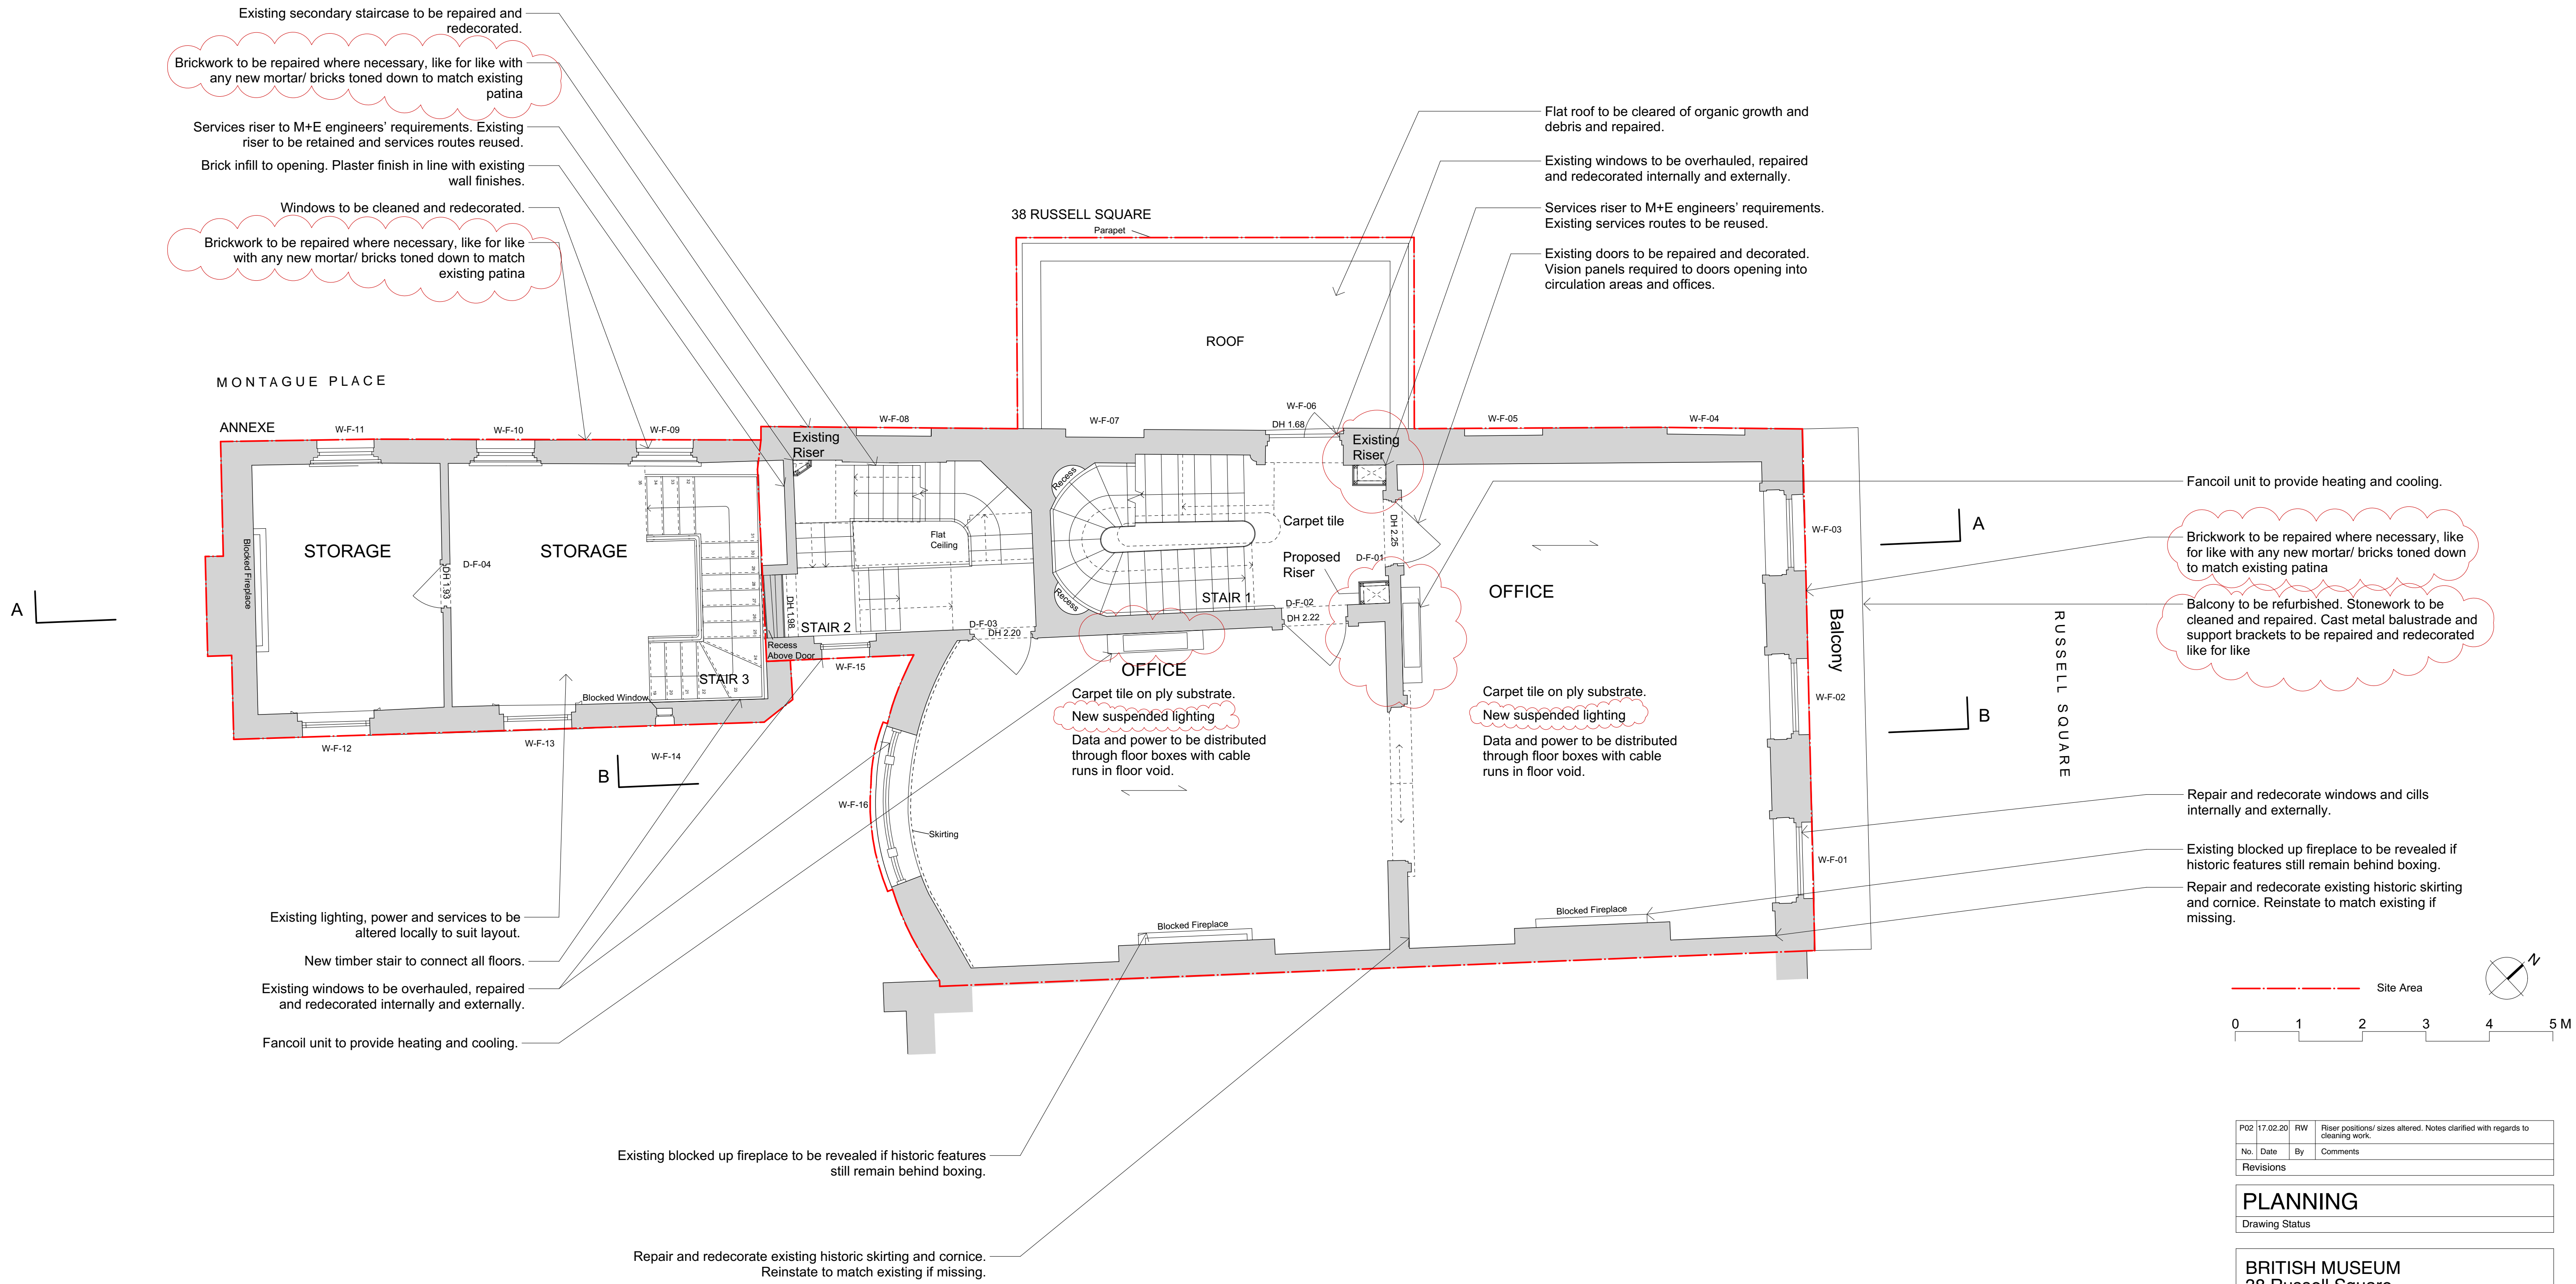 Existing secondary staircase to be repaired and
redecorated.
Brickwork to be repaired where necessary, like for like with
any new mortar/ bricks toned down to match existing
patina
Services riser to M+E engineers' requirements. Existing
riser to be retained and services routes reused.
Brick infill to opening. Plaster finish in line with existing
wall finishes.
Windows to be cleaned and redecorated.
Brickwork to be repaired where necessary, like for like
with any new mortar/ bricks toned down to match
existing patina
Flat roof to be cleared of organic growth and
debris and repaired.
Existing windows to be overhauled, repaired
and redecorated internally and externally.
Services riser to M+E engineers' requirements.
Existing services routes to be reused.
Existing doors to be repaired and decorated.
Vision panels required to doors opening into
circulation areas and offices.
38 RUSSELL SQUARE
Parapet
ROOF
MONTAGUE PLACE
ANNEXE
W-F-11
W-F-10
W-F-09
W-F-08
W-F-07
W-F-06
DH 1.68
W-F-05
W-F-04
Existing
Riser
Existing
Riser
Recess
Recess
Blocked Fireplace
STORAGE
STORAGE
D-F-04
DH 1.93
Flat
Ceiling
Carpet tile
Proposed
Riser
DH 2.25
D-F-01
OFFICE
W-F-03
A
A
STAIR 1
D-F-02
DH 2.22
DH 1.98
STAIR 2
D-F-03
DH 2.20
Recess
Above Door
W-F-15
STAIR 3
Blocked Window
W-F-12
W-F-13
W-F-14
B
B
OFFICE
Carpet tile on ply substrate.
New suspended lighting
Data and power to be distributed
through floor boxes with cable
runs in floor void.
Carpet tile on ply substrate.
New suspended lighting
Data and power to be distributed
through floor boxes with cable
runs in floor void.
W-F-16
Skirting
Balcony
W-F-02
W-F-01
RUSSELL SQUARE
Blocked Fireplace
Blocked Fireplace
Fancoil unit to provide heating and cooling.
Brickwork to be repaired where necessary, like
for like with any new mortar/ bricks toned down
to match existing patina
Balcony to be refurbished. Stonework to be
cleaned and repaired. Cast metal balustrade and
support brackets to be repaired and redecorated
like for like
Repair and redecorate windows and cills
internally and externally.
Existing blocked up fireplace to be revealed if
historic features still remain behind boxing.
Repair and redecorate existing historic skirting
and cornice. Reinstate to match existing if
missing.
Existing lighting, power and services to be
altered locally to suit layout.
New timber stair to connect all floors.
Existing windows to be overhauled, repaired
and redecorated internally and externally.
Fancoil unit to provide heating and cooling.
Existing blocked up fireplace to be revealed if historic features
still remain behind boxing.
Repair and redecorate existing historic skirting and cornice.
Reinstate to match existing if missing.
N
Site Area
0 1 2 3 4 5 M
P02 17.02.20 RW Riser positions/ sizes altered. Notes clarified with regards to
cleaning work.
No. Date By Comments
Revisions
PLANNING
Drawing Status
BRITISH MUSEUM
38 Russell Square